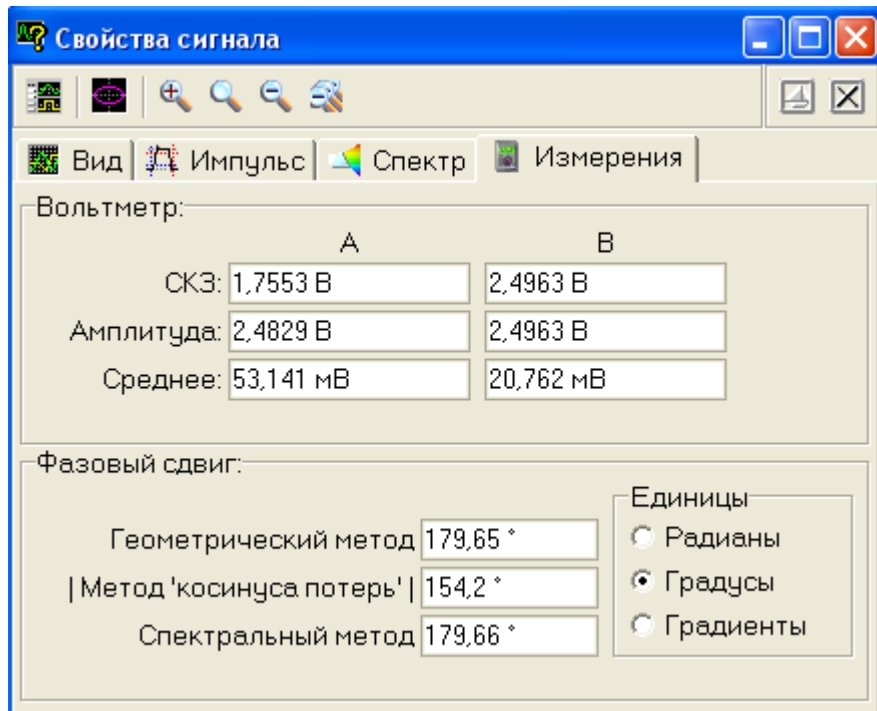 Свойства сигнала
Вид Импульс Спектр Измерения
Вольтметр:
А В
СКЗ: 1,7553 В 2,4963 В
Амплитуда: 2,4829 В 2,4963 В
Среднее: 53,141 мВ 20,762 мВ
Фазовый сдвиг:
Геометрический метод 179,65 °
|Метод 'косинуса потерь'| 154,2 °
Спектральный метод 179,66 °
Единицы
Радианы
Градусы
Градиенты